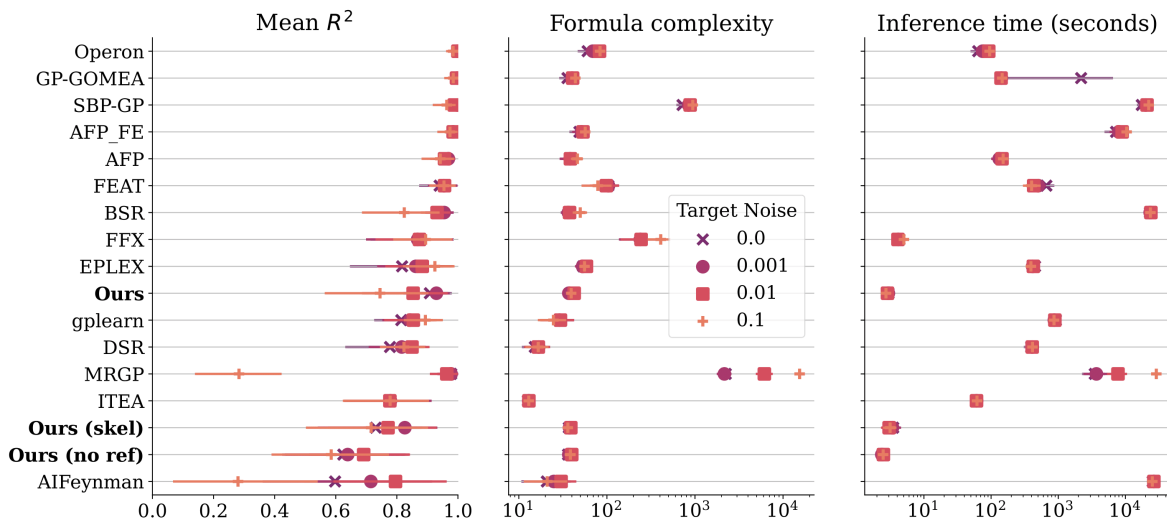 Mean R²
Formula complexity
Inference time (seconds)
Operon
GP-GOMEA
SBP-GP
AFP_FE
AFP
FEAT
BSR
FFX
EPLEX
Ours
gplearn
DSR
MRGP
ITEA
Ours (skel)
Ours (no ref)
AIFeynman
Target Noise
0.0
0.001
0.01
0.1
0.0 0.2 0.4 0.6 0.8 1.0
10¹ 10² 10³ 10⁴
10¹ 10² 10³ 10⁴